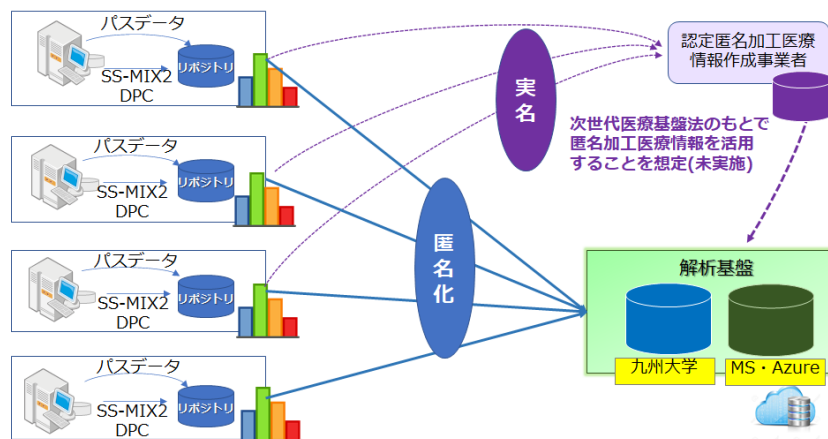 パスデータ
SS-MIX2
DPC
リポジトリ
パスデータ
SS-MIX2
DPC
リポジトリ
パスデータ
SS-MIX2
DPC
リポジトリ
パスデータ
SS-MIX2
DPC
リポジトリ
実名
匿名化
認定匿名加工医療
情報作成事業者
次世代医療基盤法のもとで
匿名加工医療情報を活用
することを想定(未実施)
解析基盤
九州大学
MS・Azure